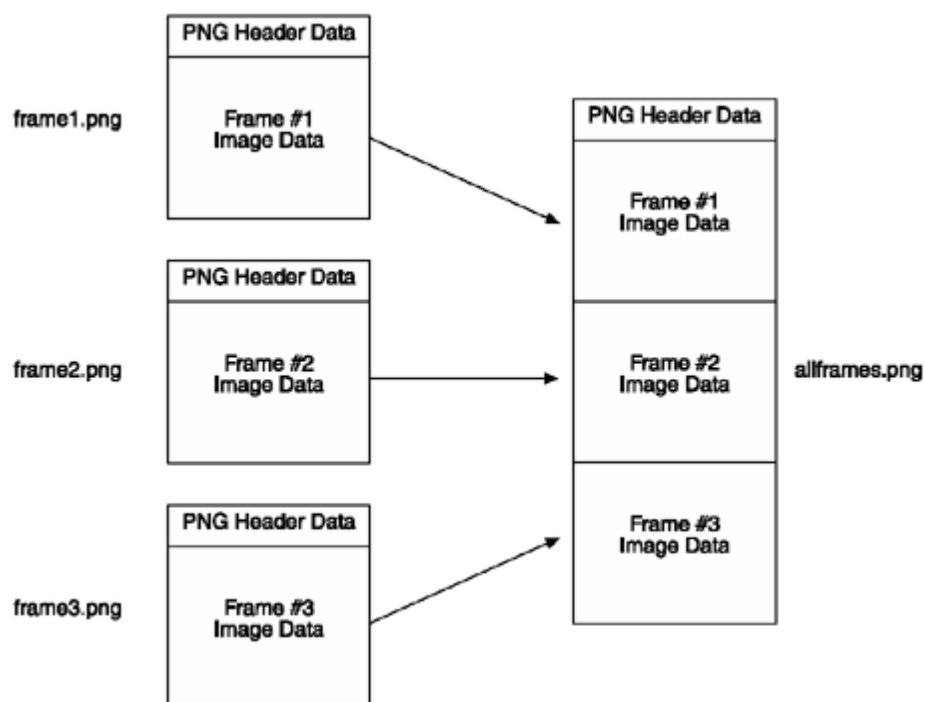 PNG Header Data
frame1.png
Frame #1
Image Data
PNG Header Data
frame2.png
Frame #2
Image Data
PNG Header Data
frame3.png
Frame #3
Image Data
PNG Header Data
Frame #1
Image Data
Frame #2
Image Data
allframes.png
Frame #3
Image Data